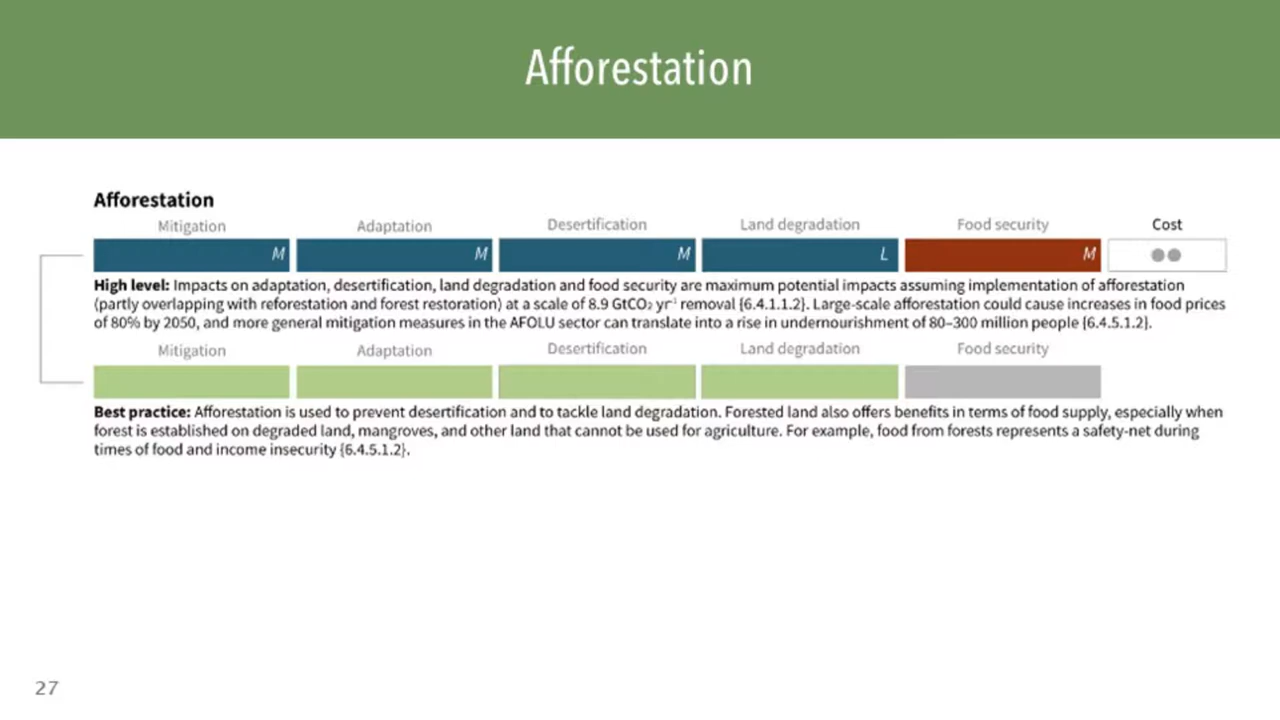 Afforestation
Afforestation
Mitigation Adaptation Desertification Land degradation Food security Cost
M M M L M
High level: Impacts on adaptation, desertification, land degradation and food security are maximum potential impacts assuming implementation of afforestation
(partly overlapping with reforestation and forest restoration) at a scale of 8.9 GtCO₂ yr⁻¹ removal {6.4.1.1.2}. Large-scale afforestation could cause increases in food prices
of 80% by 2050, and more general mitigation measures in the AFOLU sector can translate into a rise in undernourishment of 80–300 million people {6.4.5.1.2}.
Mitigation Adaptation Desertification Land degradation Food security
Best practice: Afforestation is used to prevent desertification and to tackle land degradation. Forested land also offers benefits in terms of food supply, especially when
forest is established on degraded land, mangroves, and other land that cannot be used for agriculture. For example, food from forests represents a safety-net during
times of food and income insecurity {6.4.5.1.2}.
27